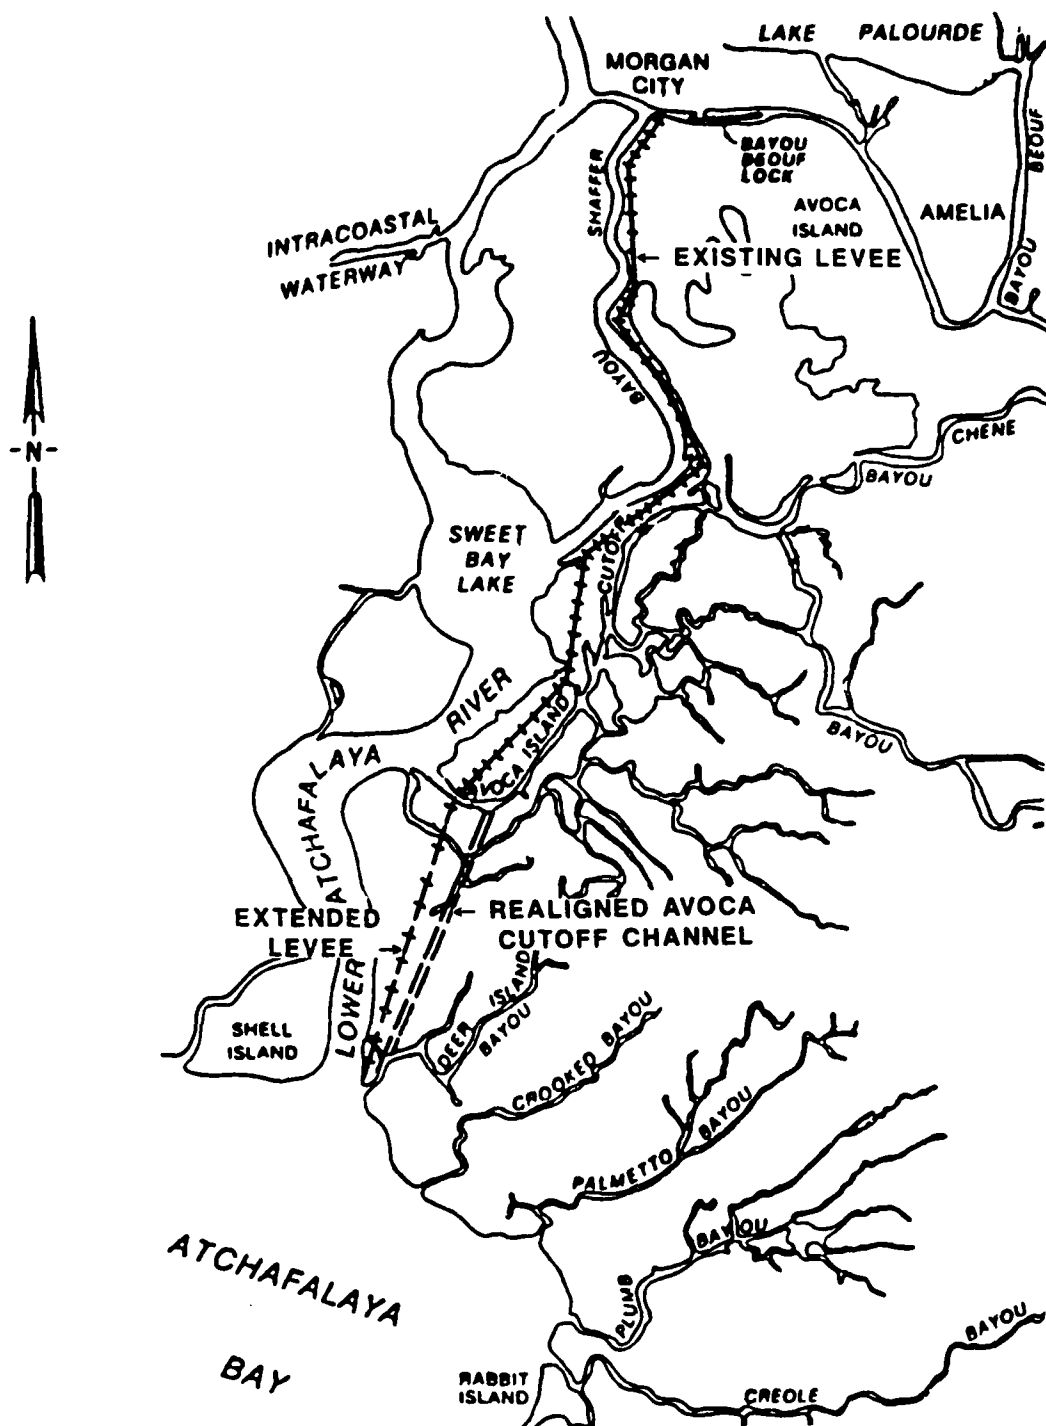 LAKE PALOURDE
MORGAN
CITY
BEOUF
BAYOU
BAYOU
BEOUF
LOCK
SHAFFER
BAYOU
AVOCA
ISLAND
AMELIA
INTRACOASTAL
WATERWAY
EXISTING LEVEE
-N-
CHENE
BAYOU
SWEET
BAY
LAKE
CUTOFF
RIVER
ATCHAFALAYA
ISLAND
BAYOU
ATCHAFALAYA
LOWER
EXTENDED
LEVEE
REALIGNED AVOCA
CUTOFF CHANNEL
SHELL
ISLAND
DEER
ISLAND
BAYOU
CROOKED BAYOU
PALMETTO
BAYOU
BAYOU
PLUMB
ATCHAFALAYA
BAY
RABBIT
ISLAND
CREOLE
BAYOU